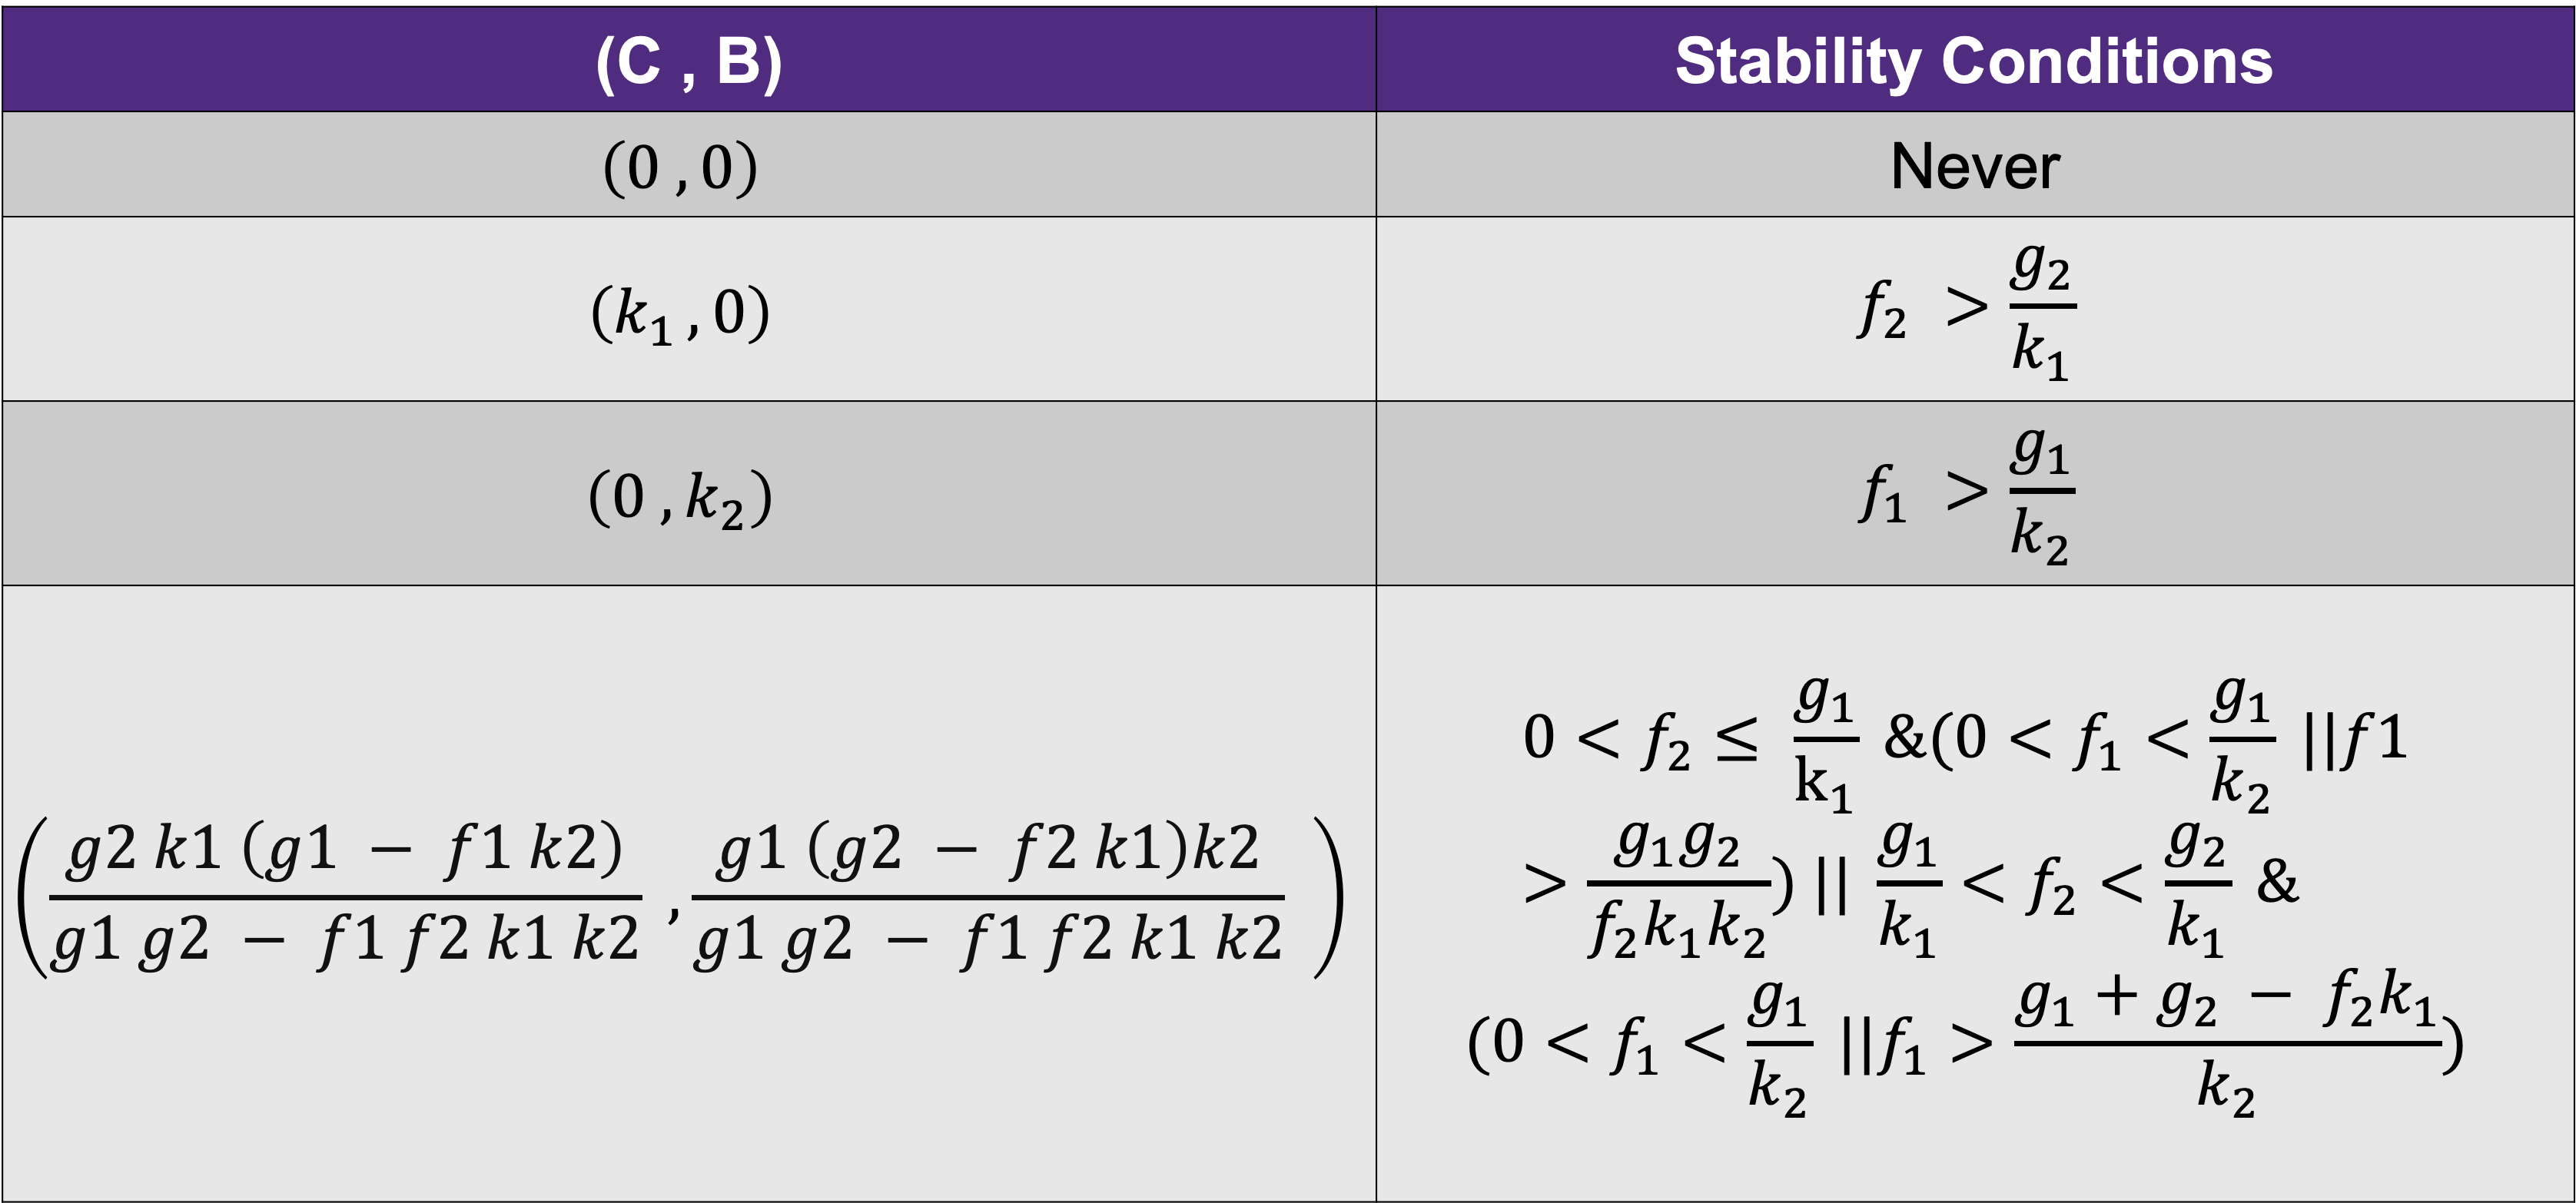 (C , B)
Stability Conditions
(0 , 0)
Never
(k₁ , 0)
f₂ > g₂/k₁
(0 , k₂)
f₁ > g₁/k₂
(g2 k1 (g1 − f1 k2)/(g1 g2 − f1 f2 k1 k2) , g1 (g2 − f2 k1)k2/(g1 g2 − f1 f2 k1 k2))
0 < f₂ ≤ g₁/k₁ &(0 < f₁ < g₁/k₂ ||f1
> g₁g₂/f₂k₁k₂) || g₁/k₁ < f₂ < g₂/k₁ &
(0 < f₁ < g₁/k₂ ||f₁ > (g₁ + g₂ − f₂k₁)/k₂)